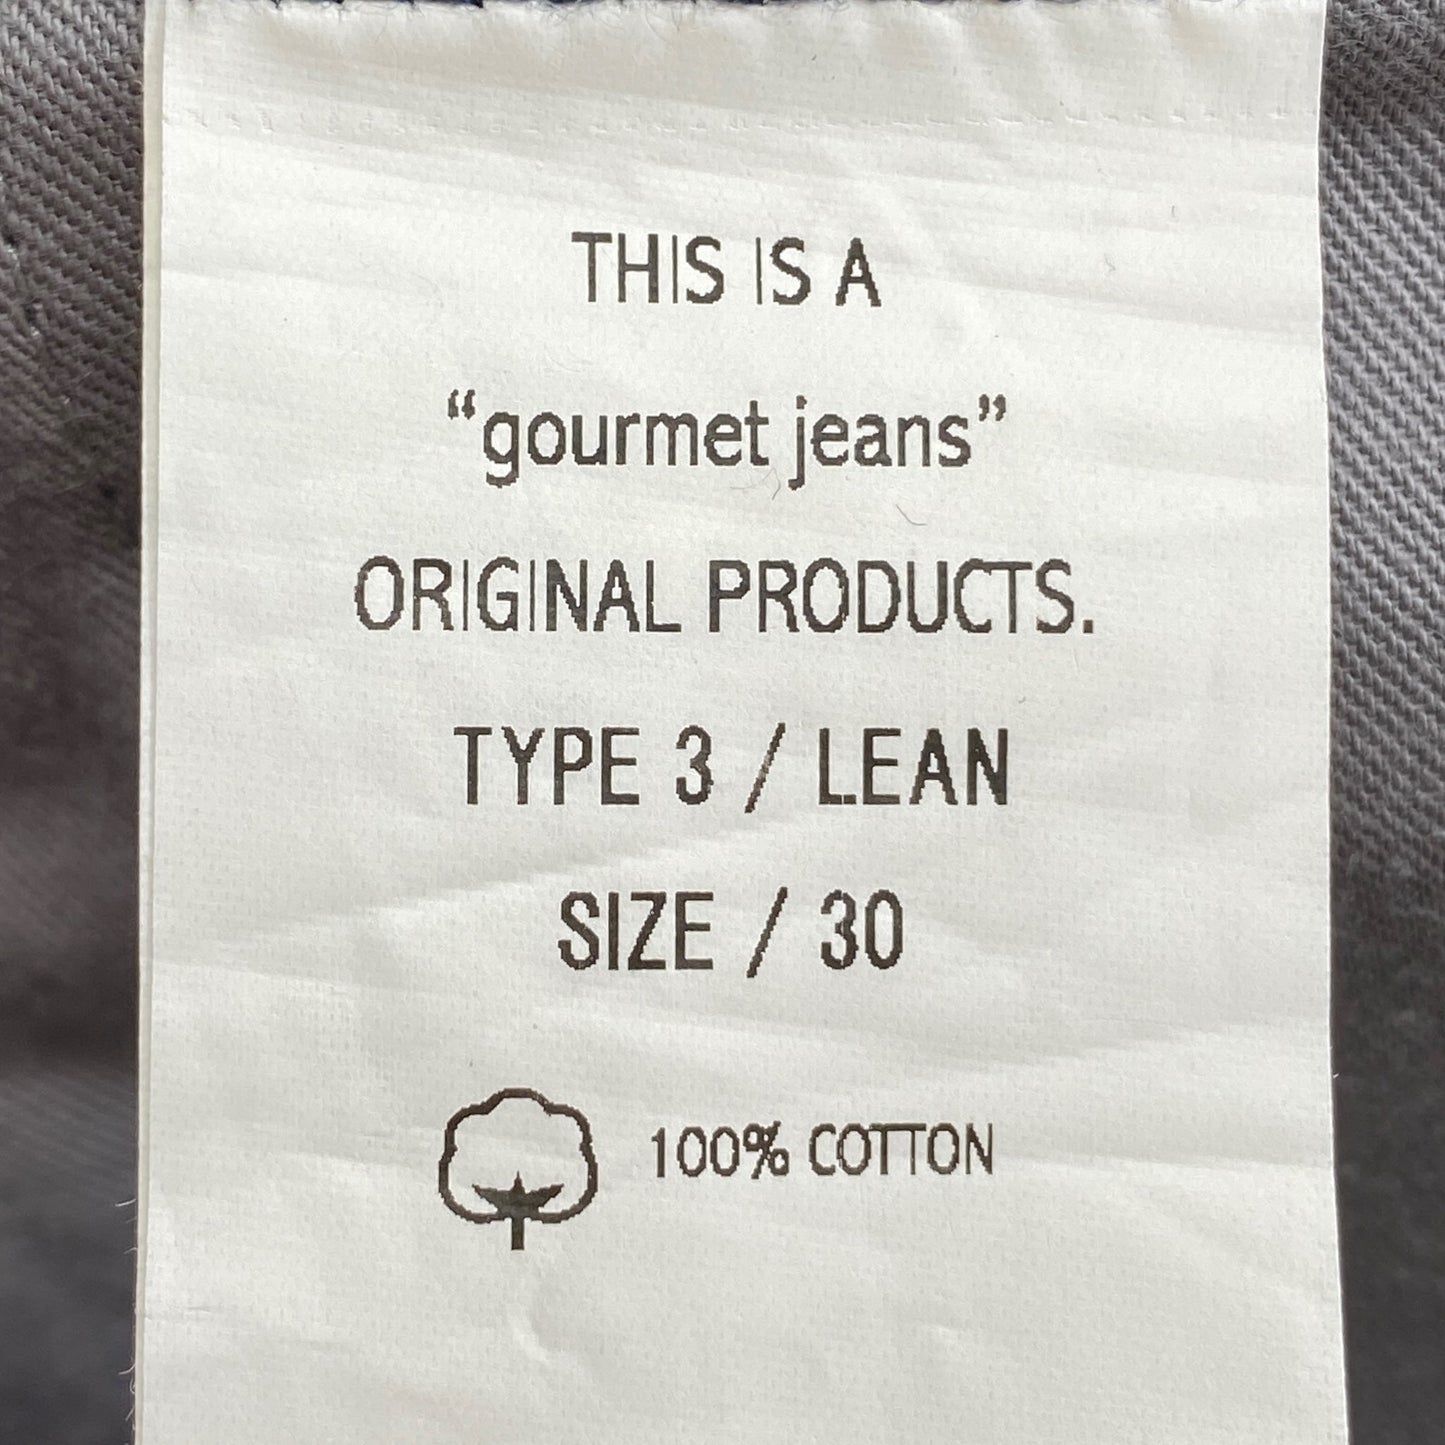 THIS IS A
“gourmet jeans”
ORIGINAL PRODUCTS.
TYPE 3 / LEAN
SIZE / 30
100% COTTON